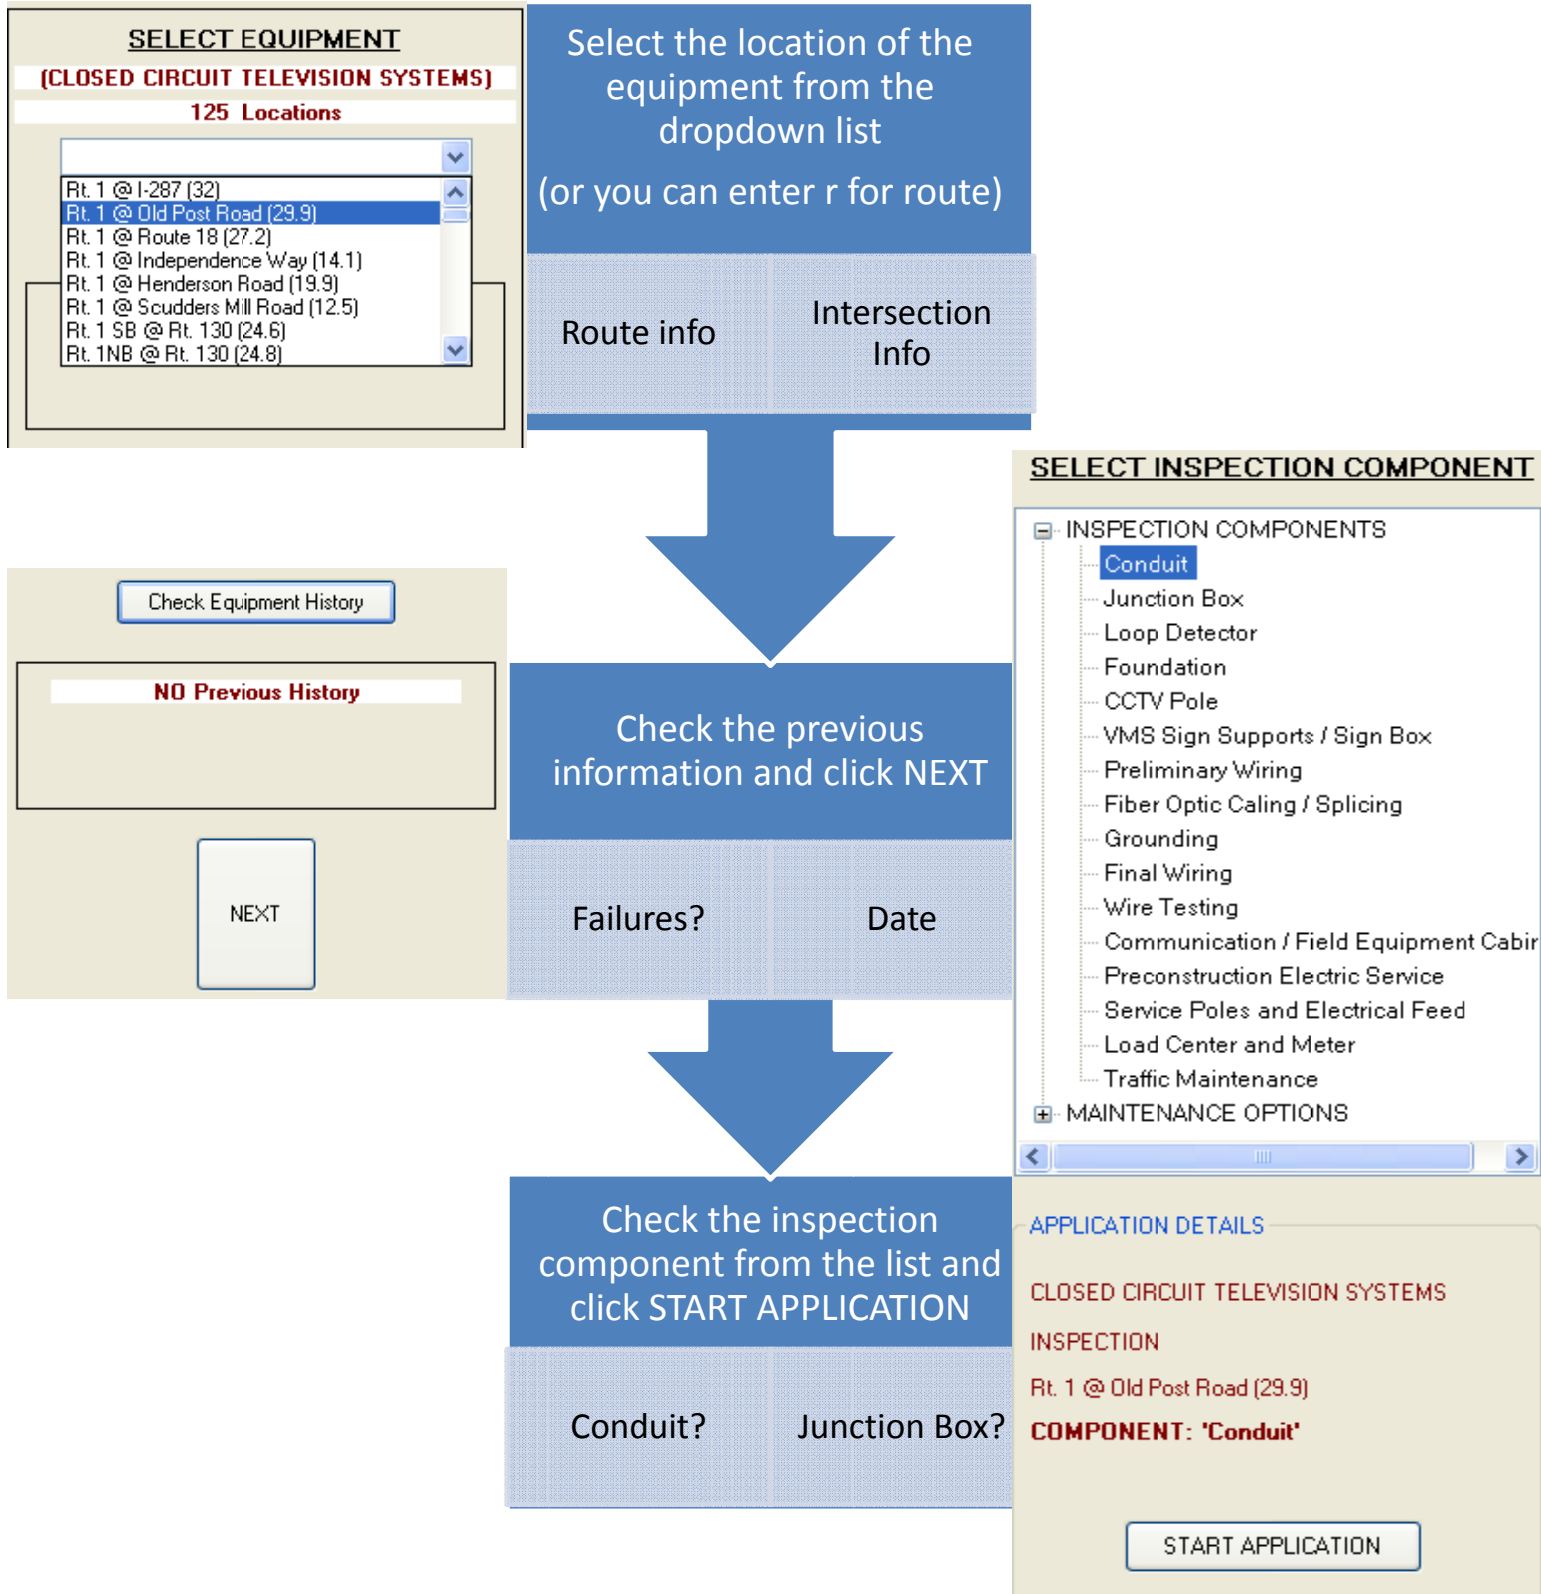 SELECT EQUIPMENT
(CLOSED CIRCUIT TELEVISION SYSTEMS)
125 Locations
Rt. 1 @ I-287 (32)
Rt. 1 @ Old Post Road (29.9)
Rt. 1 @ Route 18 (27.2)
Rt. 1 @ Independence Way (14.1)
Rt. 1 @ Henderson Road (19.9)
Rt. 1 @ Scudders Mill Road (12.5)
Rt. 1 SB @ Rt. 130 (24.6)
Rt. 1NB @ Rt. 130 (24.8)
Select the location of the
equipment from the
dropdown list
(or you can enter r for route)
Route info
Intersection
Info
Check Equipment History
NO Previous History
NEXT
Check the previous
information and click NEXT
Failures?
Date
SELECT INSPECTION COMPONENT
INSPECTION COMPONENTS
Conduit
Junction Box
Loop Detector
Foundation
CCTV Pole
VMS Sign Supports / Sign Box
Preliminary Wiring
Fiber Optic Caling / Splicing
Grounding
Final Wiring
Wire Testing
Communication / Field Equipment Cabir
Preconstruction Electric Service
Service Poles and Electrical Feed
Load Center and Meter
Traffic Maintenance
MAINTENANCE OPTIONS
Check the inspection
component from the list and
click START APPLICATION
Conduit?
Junction Box?
APPLICATION DETAILS
CLOSED CIRCUIT TELEVISION SYSTEMS
INSPECTION
Rt. 1 @ Old Post Road (29.9)
COMPONENT: 'Conduit'
START APPLICATION